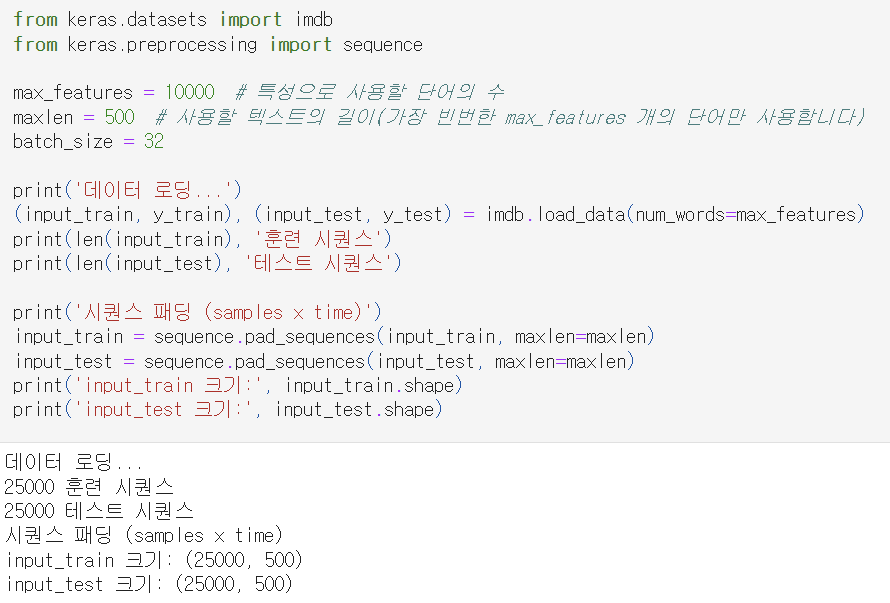 from keras.datasets import imdb
from keras.preprocessing import sequence
max_features = 10000  # 특성으로 사용할 단어의 수
maxlen = 500  # 사용할 텍스트의 길이(가장 빈번한 max_features 개의 단어만 사용합니다)
batch_size = 32
print('데이터 로딩...')
(input_train, y_train), (input_test, y_test) = imdb.load_data(num_words=max_features)
print(len(input_train), '훈련 시퀀스')
print(len(input_test), '테스트 시퀀스')
print('시퀀스 패딩 (samples x time)')
input_train = sequence.pad_sequences(input_train, maxlen=maxlen)
input_test = sequence.pad_sequences(input_test, maxlen=maxlen)
print('input_train 크기:', input_train.shape)
print('input_test 크기:', input_test.shape)
데이터 로딩...
25000 훈련 시퀀스
25000 테스트 시퀀스
시퀀스 패딩 (samples x time)
input_train 크기: (25000, 500)
input_test 크기: (25000, 500)